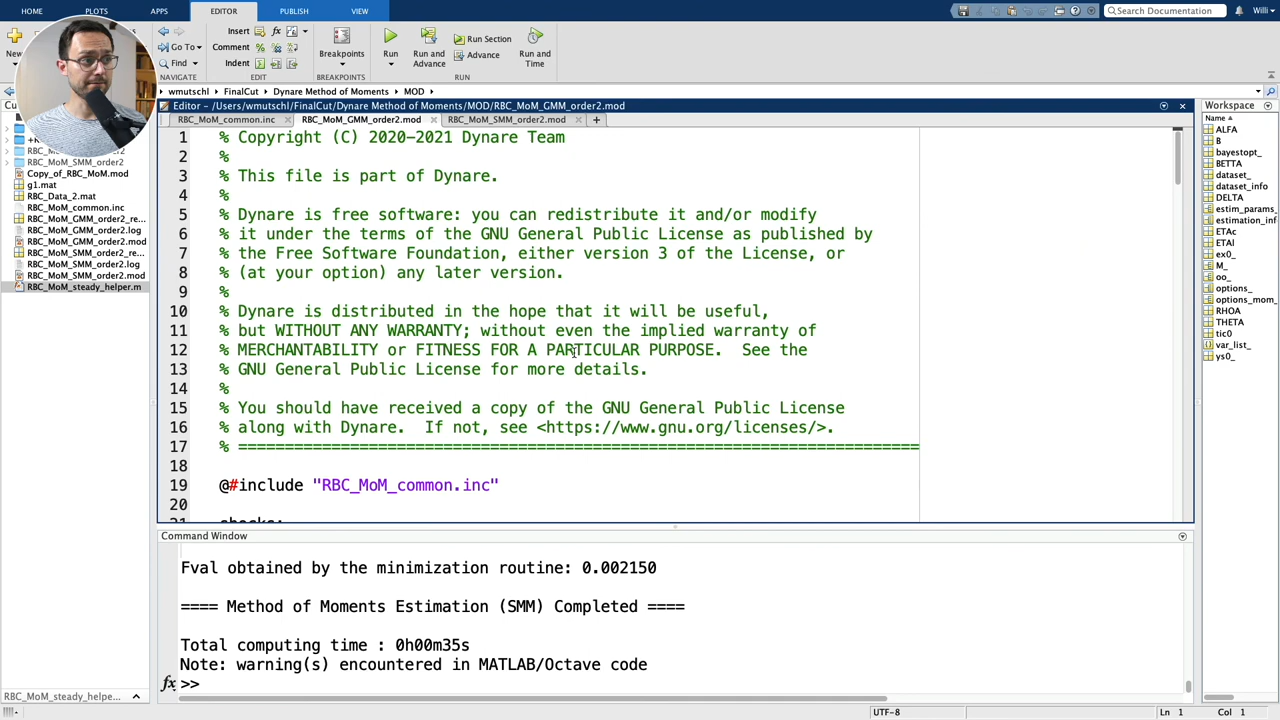 HOME PLOTS APPS EDITOR PUBLISH VIEW Search Documentation Willi
New Go To Find Insert fx Comment % Indent Breakpoints Run Run and Advance Run Section Advance Run and Time
NAVIGATE EDIT BREAKPOINTS RUN
wmutschl FinalCut Dynare Method of Moments MOD
Editor - /Users/wmutschl/FinalCut/Dynare Method of Moments/MOD/RBC_MoM_GMM_order2.mod
RBC_MoM_common.inc RBC_MoM_GMM_order2.mod RBC_MoM_SMM_order2.mod
RBC_MoM_SMM_order2
Copy_of_RBC_MoM.mod
g1.mat
RBC_Data_2.mat
RBC_MoM_common.inc
RBC_MoM_GMM_order2_re...
RBC_MoM_GMM_order2.log
RBC_MoM_GMM_order2.mod
RBC_MoM_SMM_order2_re...
RBC_MoM_SMM_order2.log
RBC_MoM_SMM_order2.mod
RBC_MoM_steady_helper.m
RBC_MoM_steady_helpe...
1 % Copyright (C) 2020-2021 Dynare Team
2 %
3 % This file is part of Dynare.
4 %
5 % Dynare is free software: you can redistribute it and/or modify
6 % it under the terms of the GNU General Public License as published by
7 % the Free Software Foundation, either version 3 of the License, or
8 % (at your option) any later version.
9 %
10 % Dynare is distributed in the hope that it will be useful,
11 % but WITHOUT ANY WARRANTY; without even the implied warranty of
12 % MERCHANTABILITY or FITNESS FOR A PARTICULAR PURPOSE.  See the
13 % GNU General Public License for more details.
14 %
15 % You should have received a copy of the GNU General Public License
16 % along with Dynare.  If not, see <https://www.gnu.org/licenses/>.
17 % =========================================================================
18
19 @#include "RBC_MoM_common.inc"
20
Command Window
Fval obtained by the minimization routine: 0.002150
==== Method of Moments Estimation (SMM) Completed ====
Total computing time : 0h00m35s
Note: warning(s) encountered in MATLAB/Octave code
fx >>
Workspace
Name
ALFA
B
bayestopt_
BETTA
dataset_
dataset_info
DELTA
estim_params_
estimation_inf
ETAc
ETAl
ex0_
M_
oo_
options_
options_mom_
RHOA
THETA
tic0
var_list_
ys0_
UTF-8 Ln 1 Col 1